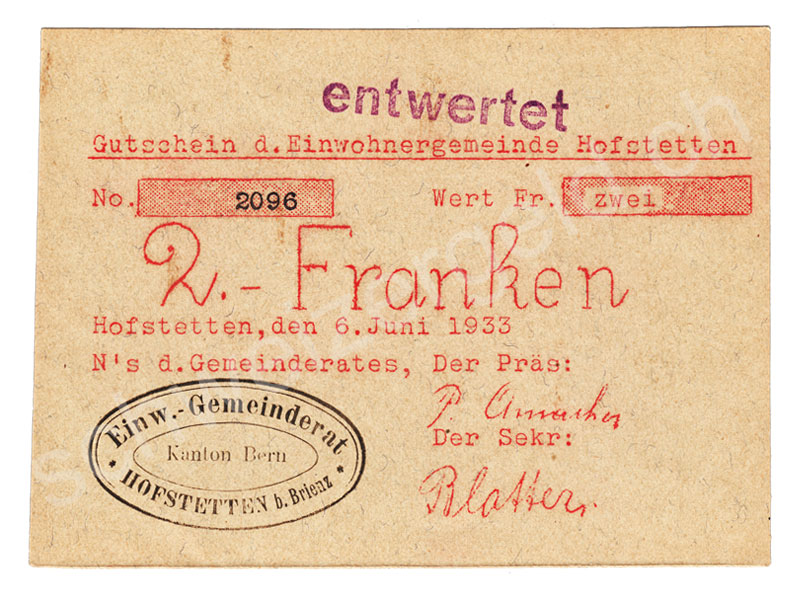 entwertet
Gutschein d.Einwohnergemeinde Hofstetten
No. 2096 Wert Fr. zwei
2.- Franken
Hofstetten,den 6.Juni 1933
N's d.Gemeinderates, Der Präs:
P. Amacher
Der Sekr:
Blatter
Einw.-Gemeinderat
Kanton Bern
* HOFSTETTEN b. Brienz *